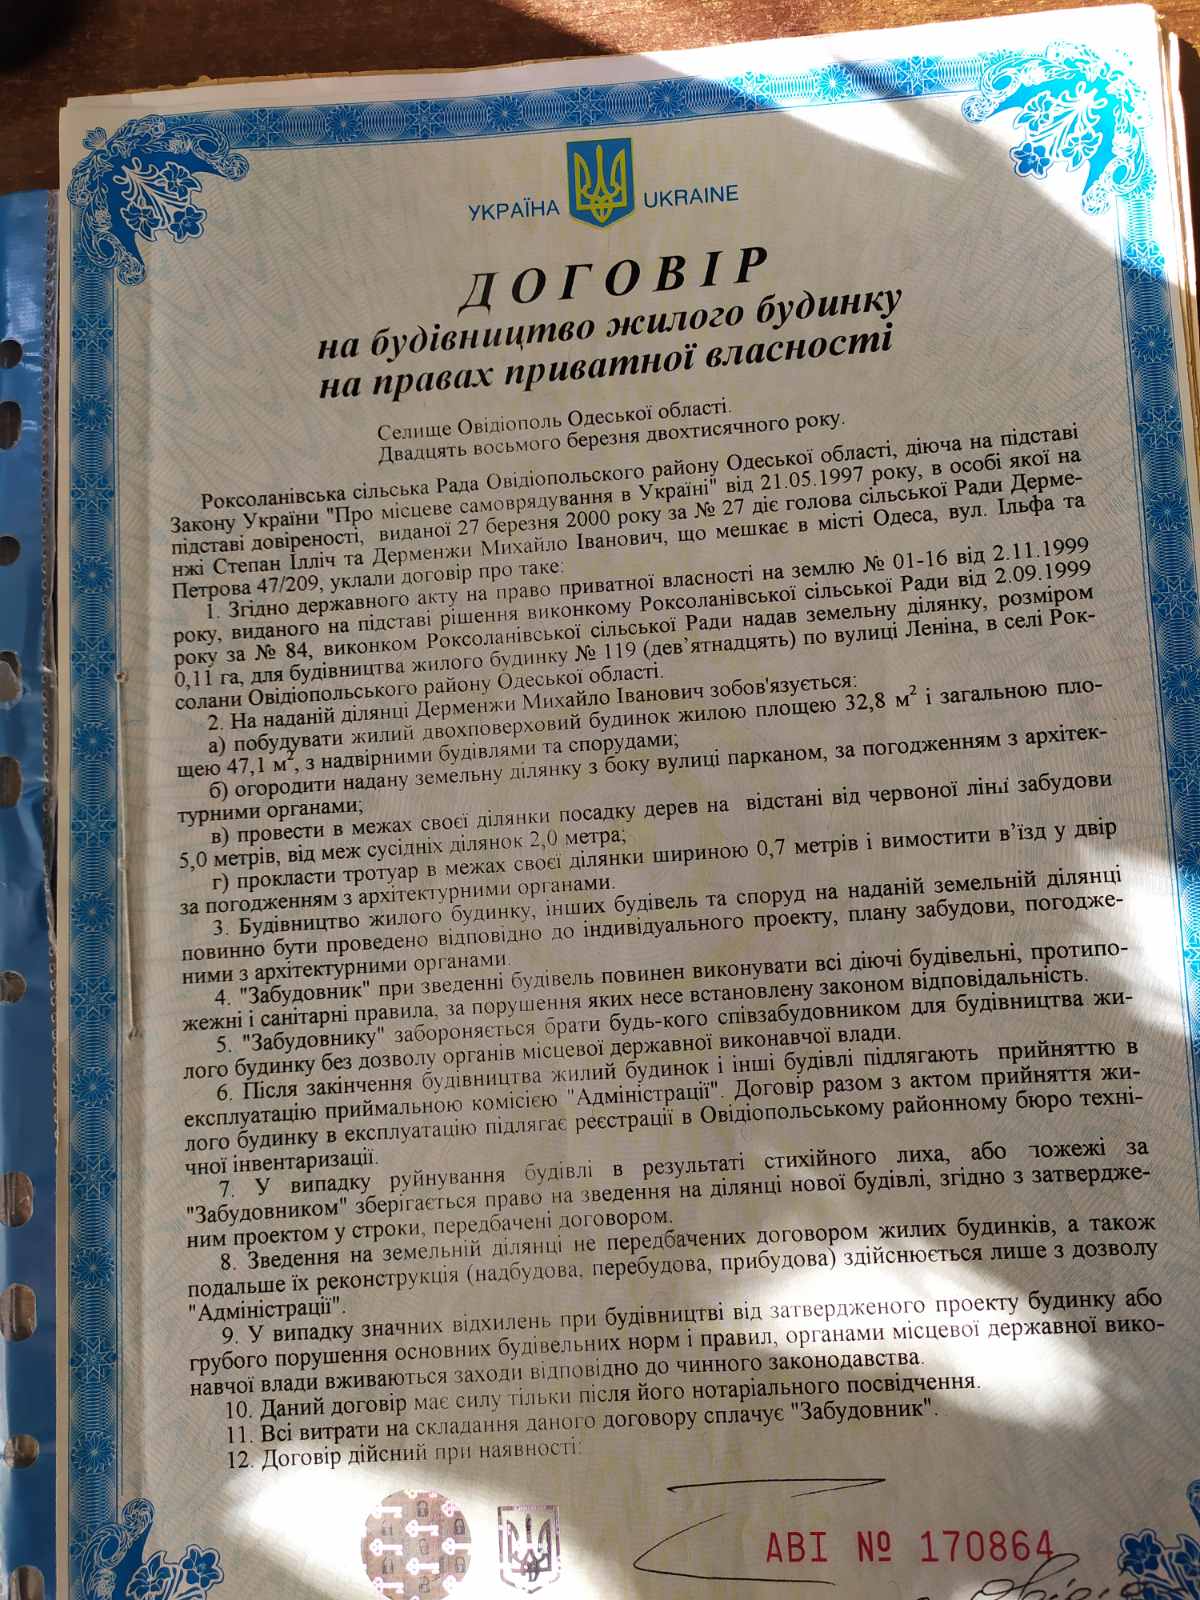 УКРАЇНА UKRAINE
ДОГОВІР
на будівництво жилого будинку
на правах приватної власності
Селище Овідіополь Одеської області.
Двадцять восьмого березня двохтисячного року.
Роксоланівська сільська Рада Овідіопольского району Одеської області, діюча на підставі
Закону України "Про місцеве самоврядування в Україні" від 21.05.1997 року, в особі якої на
підставі довіреності, виданої 27 березня 2000 року за № 27 діє голова сільської Ради Дерме-
нжі Степан Ілліч та Дерменжи Михайло Іванович, що мешкає в місті Одеса, вул. Ільфа та
Петрова 47/209, уклали договір про таке:
1. Згідно державного акту на право приватної власності на землю № 01-16 від 2.11.1999
року, виданого на підставі рішення виконкому Роксоланівської сільської Ради від 2.09.1999
року за № 84, виконком Роксоланівської сільської Ради надав земельну ділянку, розміром
0,11 га, для будівництва жилого будинку № 119 (дев'ятнадцять) по вулиці Леніна, в селі Рок-
солани Овідіопольського району Одеської області.
2. На наданій ділянці Дерменжи Михайло Іванович зобов'язується:
а) побудувати жилий двохповерховий будинок жилою площею 32,8 м² і загальною пло-
щею 47,1 м², з надвірними будівлями та спорудами;
б) огородити надану земельну ділянку з боку вулиці парканом, за погодженням з архітек-
турними органами;
в) провести в межах своєї ділянки посадку дерев на відстані від червоної лінії забудови
5,0 метрів, від меж сусідніх ділянок 2,0 метра;
г) прокласти тротуар в межах своєї ділянки шириною 0,7 метрів і вимостити в'їзд у двір
за погодженням з архітектурними органами.
3. Будівництво жилого будинку, інших будівель та споруд на наданій земельній ділянці
повинно бути проведено відповідно до індивідуального проекту, плану забудови, погодже-
ними з архітектурними органами.
4. "Забудовник" при зведенні будівель повинен виконувати всі діючі будівельні, протипо-
жежні і санітарні правила, за порушення яких несе встановлену законом відповідальність.
5. "Забудовнику" забороняється брати будь-кого співзабудовником для будівництва жи-
лого будинку без дозволу органів місцевої державної виконавчої влади.
6. Після закінчення будівництва жилий будинок і інші будівлі підлягають прийняттю в
експлуатацію приймальною комісією "Адміністрації". Договір разом з актом прийняття жи-
лого будинку в експлуатацію підлягає реєстрації в Овідіопольському районному бюро техні-
чної інвентаризації.
7. У випадку руйнування будівлі в результаті стихійного лиха, або пожежі за
"Забудовником" зберігається право на зведення на ділянці нової будівлі, згідно з затвердже-
ним проектом у строки, передбачені договором.
8. Зведення на земельній ділянці не передбачених договором жилих будинків, а також
подальше їх реконструкція (надбудова, перебудова, прибудова) здійснюється лише з дозволу
"Адміністрації".
9. У випадку значних відхилень при будівництві від затвердженого проекту будинку або
грубого порушення основних будівельних норм і правил, органами місцевої державної вико-
навчої влади вживаються заходи відповідно до чинного законодавства.
10. Даний договір має силу тільки після його нотаріального посвідчення.
11. Всі витрати на складання даного договору сплачує "Забудовник".
12. Договір дійсний при наявності:
АВІ № 170864